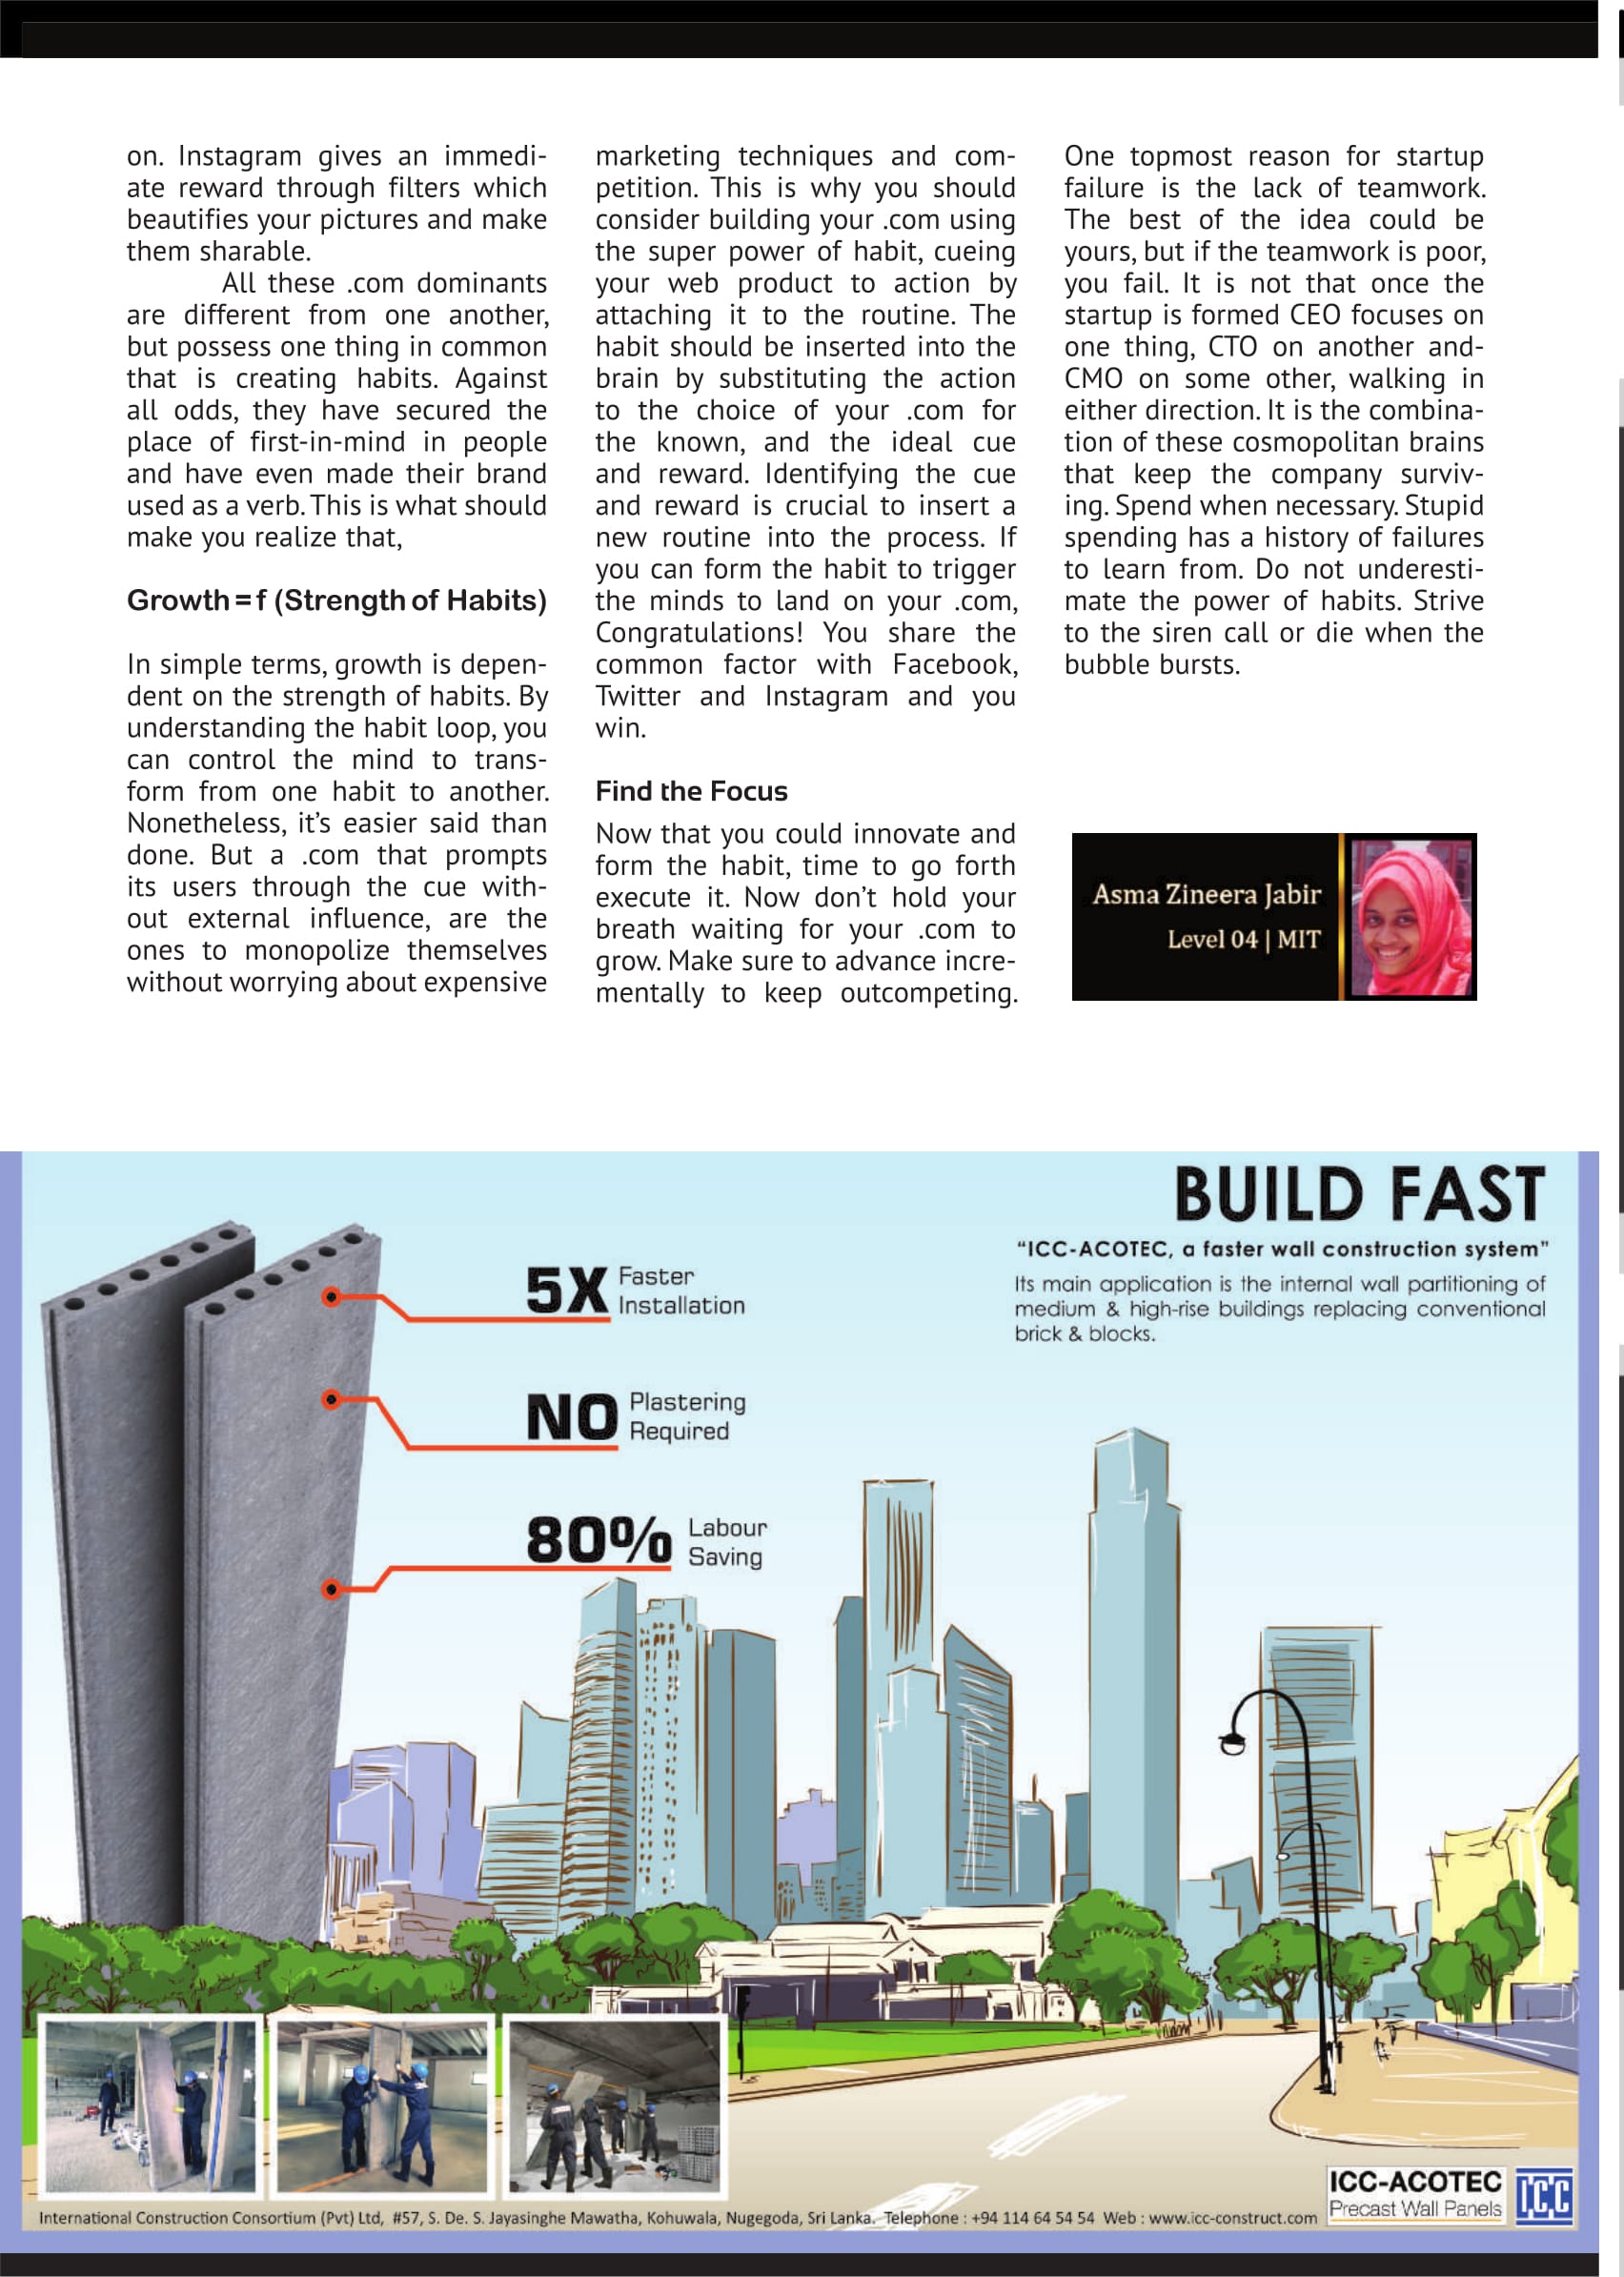 on. Instagram gives an immedi-
ate reward through filters which
beautifies your pictures and make
them sharable.
All these .com dominants
are different from one another,
but possess one thing in common
that is creating habits. Against
all odds, they have secured the
place of first-in-mind in people
and have even made their brand
used as a verb. This is what should
make you realize that,
Growth = f (Strength of Habits)
In simple terms, growth is depen-
dent on the strength of habits. By
understanding the habit loop, you
can control the mind to trans-
form from one habit to another.
Nonetheless, it’s easier said than
done. But a .com that prompts
its users through the cue with-
out external influence, are the
ones to monopolize themselves
without worrying about expensive
marketing techniques and com-
petition. This is why you should
consider building your .com using
the super power of habit, cueing
your web product to action by
attaching it to the routine. The
habit should be inserted into the
brain by substituting the action
to the choice of your .com for
the known, and the ideal cue
and reward. Identifying the cue
and reward is crucial to insert a
new routine into the process. If
you can form the habit to trigger
the minds to land on your .com,
Congratulations! You share the
common factor with Facebook,
Twitter and Instagram and you
win.
Find the Focus
Now that you could innovate and
form the habit, time to go forth
execute it. Now don’t hold your
breath waiting for your .com to
grow. Make sure to advance incre-
mentally to keep outcompeting.
One topmost reason for startup
failure is the lack of teamwork.
The best of the idea could be
yours, but if the teamwork is poor,
you fail. It is not that once the
startup is formed CEO focuses on
one thing, CTO on another and-
CMO on some other, walking in
either direction. It is the combina-
tion of these cosmopolitan brains
that keep the company surviv-
ing. Spend when necessary. Stupid
spending has a history of failures
to learn from. Do not underesti-
mate the power of habits. Strive
to the siren call or die when the
bubble bursts.
Asma Zineera Jabir
Level 04 | MIT
BUILD FAST
“ICC-ACOTEC, a faster wall construction system”
Its main application is the internal wall partitioning of
medium & high-rise buildings replacing conventional
brick & blocks.
5X Faster
Installation
NO Plastering
Required
80% Labour
Saving
ICC-ACOTEC
Precast Wall Panels
ICC
International Construction Consortium (Pvt) Ltd, #57, S. De. S. Jayasinghe Mawatha, Kohuwala, Nugegoda, Sri Lanka. Telephone : +94 114 64 54 54 Web : www.icc-construct.com